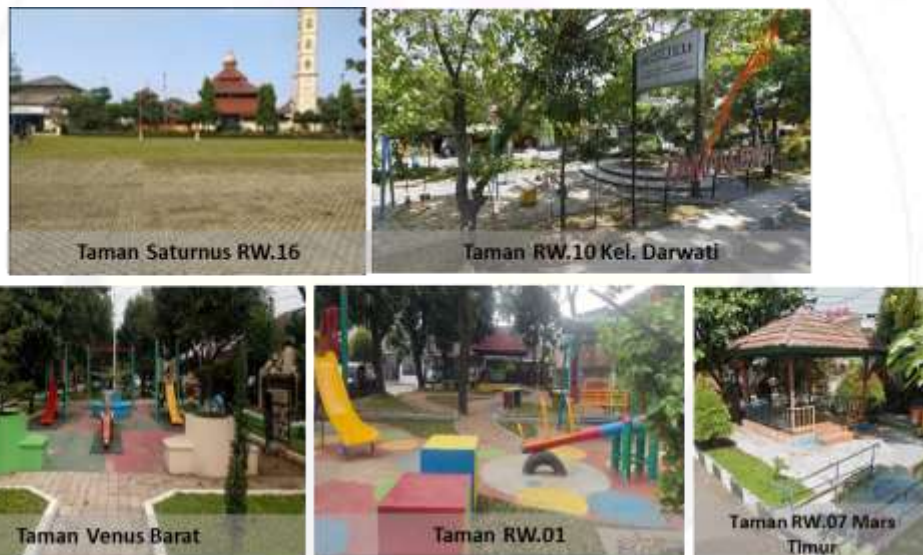 Taman Saturnus RW.16
Taman RW.10 Kel. Darwati
Taman Venus Barat
Taman RW.01
Taman RW.07 Mars
Timur